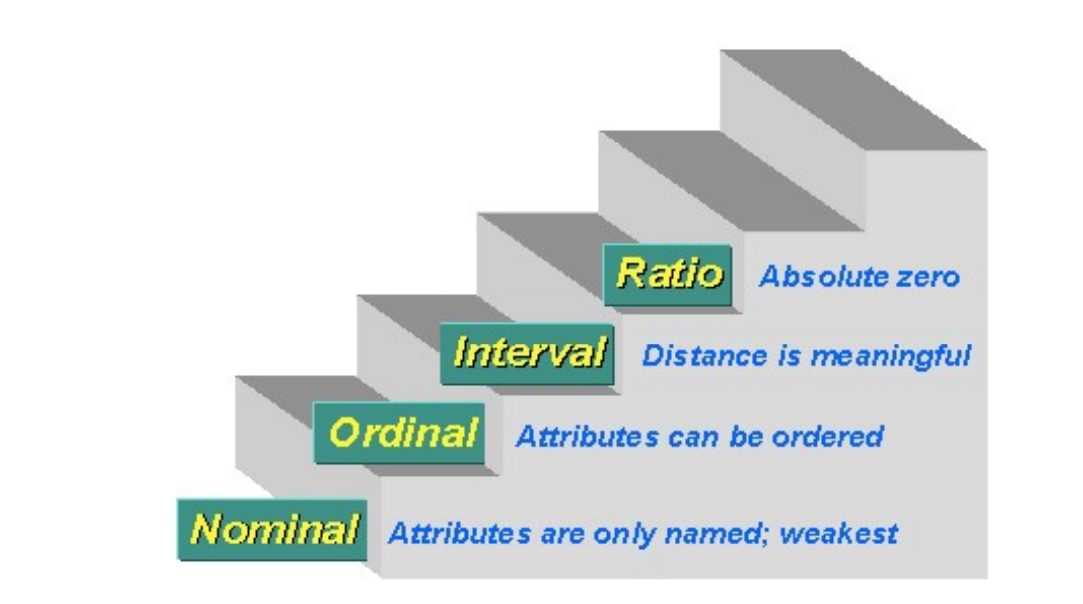 Ratio Absolute zero
Interval Distance is meaningful
Ordinal Attributes can be ordered
Nominal Attributes are only named; weakest